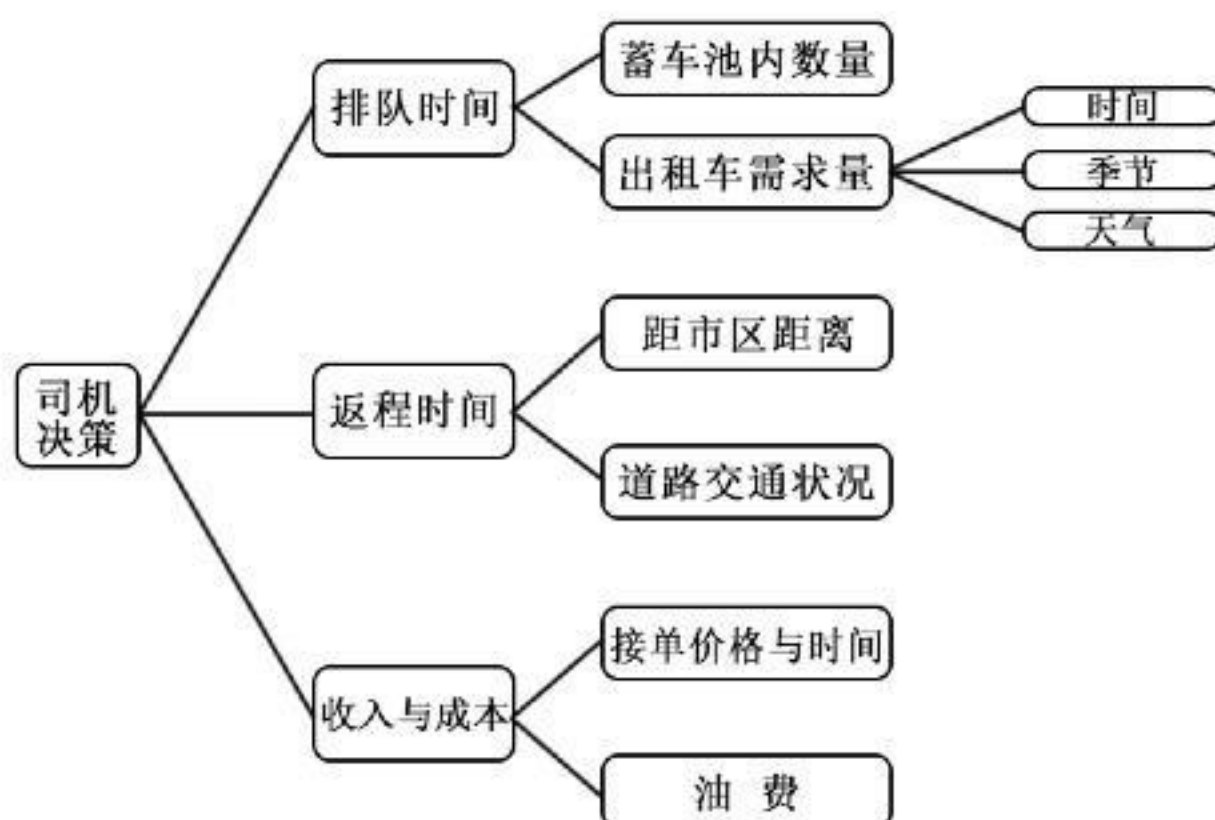 蓄车池内数量
排队时间
时间
出租车需求量
季节
天气
距市区距离
司机
决策
返程时间
道路交通状况
接单价格与时间
收入与成本
油 费